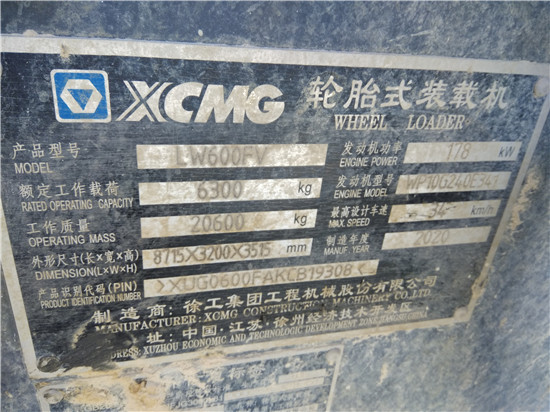 XCMG 轮胎式装载机
WHEEL LOADER
产品型号 LW600FV 发动机功率 178 kW
MODEL ENGINE POWER
额定工作载荷 6300 kg 发动机型号
RATED OPERATING CAPACITY ENGINE MODEL
工作质量 20600 kg 最高设计车速 34 km/h
OPERATING MASS MAX. SPEED
外形尺寸(长×宽×高) 8715X3200X3515 mm 制造年度
DIMENSION(L×W×H) MANUF. YEAR
产品识别代码(PIN) >XUG0600FAKCB19308<
PRODUCT IDENTIFICATION NUMBER
制造商:徐工集团工程机械股份有限公司
MANUFACTURER: XCMG CONSTRUCTION MACHINERY CO.,LTD.
址:中国·江苏·徐州经济技术开发区
DRESS: XUZHOU ECONOMIC AND TECHNOLOGIC DEVELOPMENT ZONE